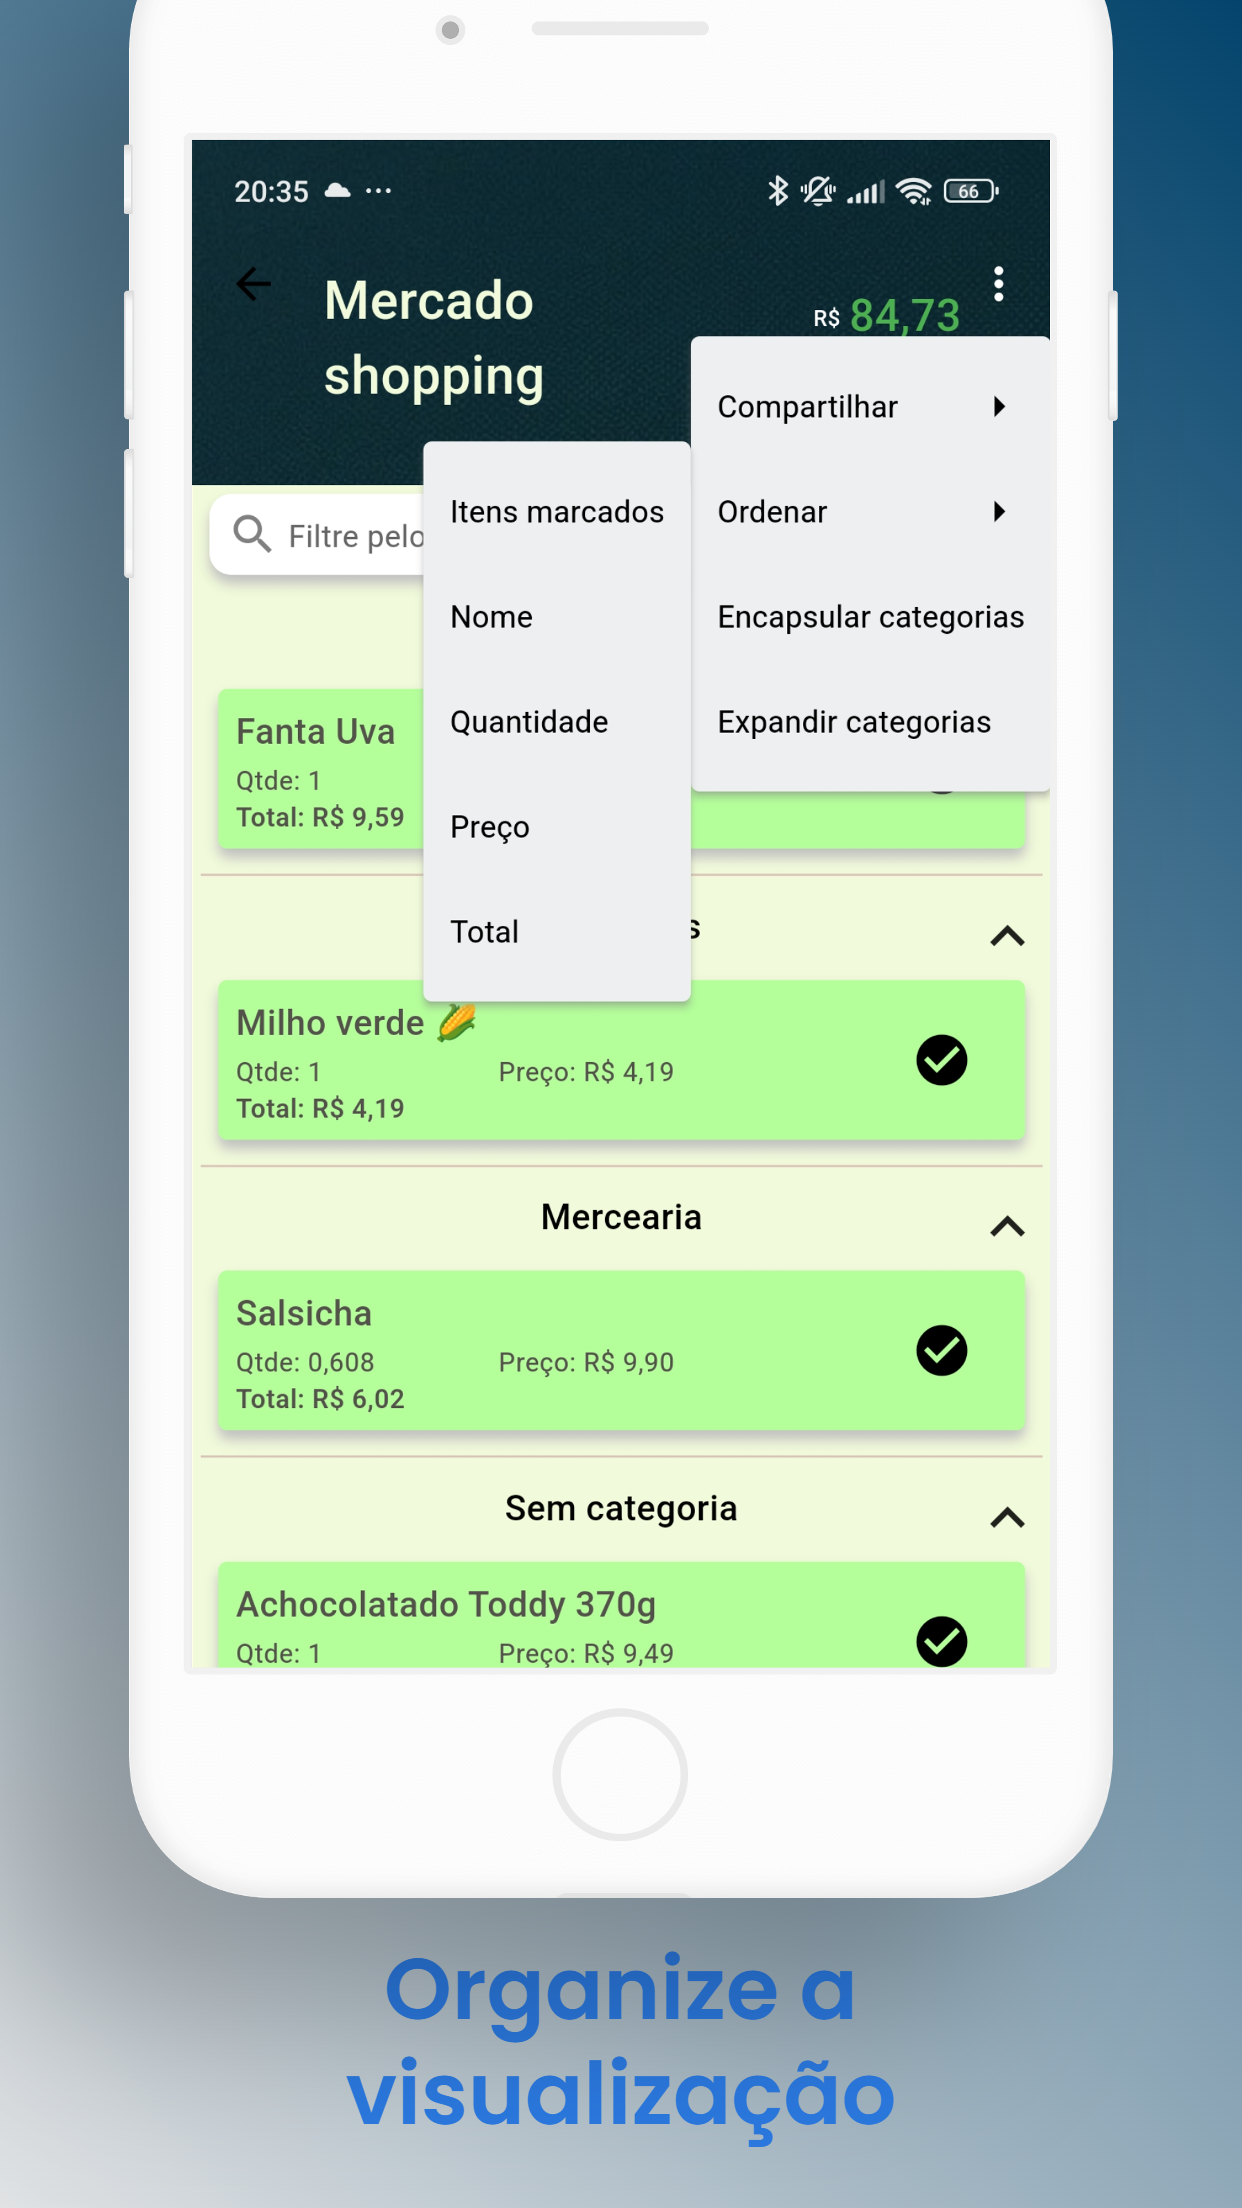 20:35
66
Mercado
shopping
R$ 84,73
Compartilhar
Ordenar
Encapsular categorias
Expandir categorias
Itens marcados
Nome
Quantidade
Preço
Total
Filtre pelo
Fanta Uva
Qtde: 1
Total: R$ 9,59
Milho verde 🌽
Qtde: 1 Preço: R$ 4,19
Total: R$ 4,19
Mercearia
Salsicha
Qtde: 0,608 Preço: R$ 9,90
Total: R$ 6,02
Sem categoria
Achocolatado Toddy 370g
Qtde: 1 Preço: R$ 9,49
Organize a
visualização